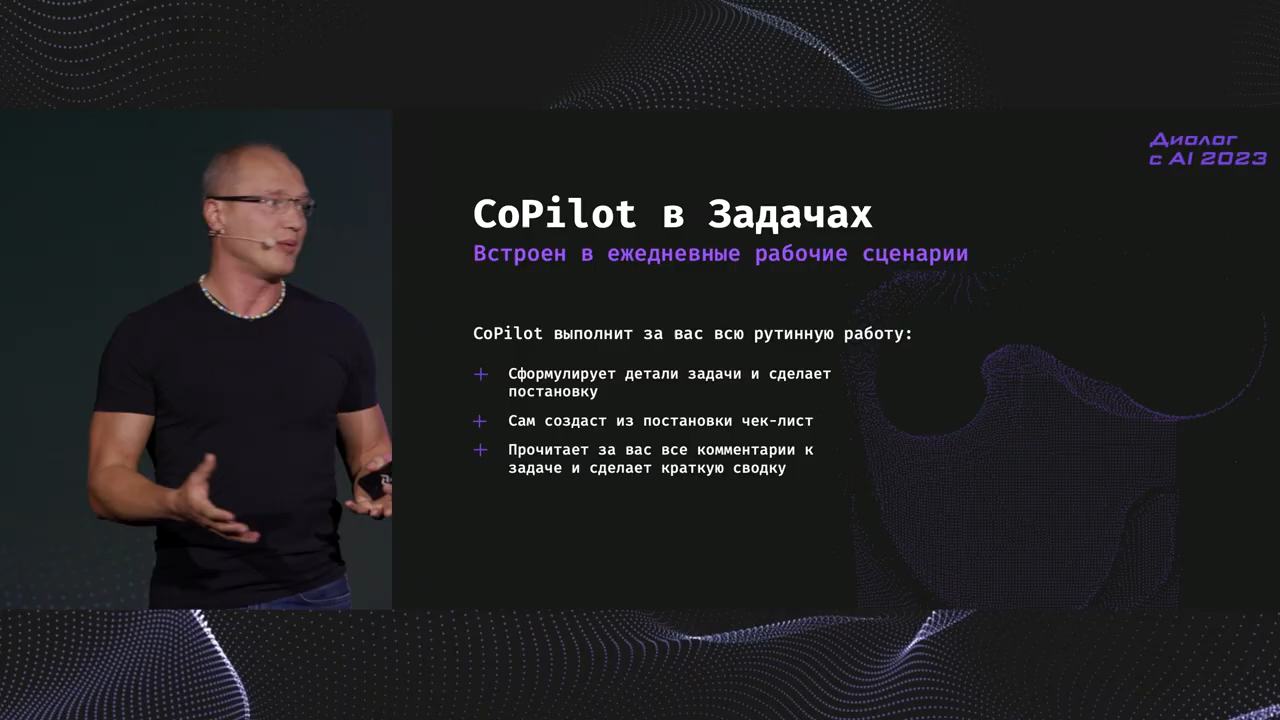 Диалог
с AI 2023
CoPilot в Задачах
Встроен в ежедневные рабочие сценарии
CoPilot выполнит за вас всю рутинную работу:
Сформулирует детали задачи и сделает
постановку
Сам создаст из постановки чек-лист
Прочитает за вас все комментарии к
задаче и сделает краткую сводку